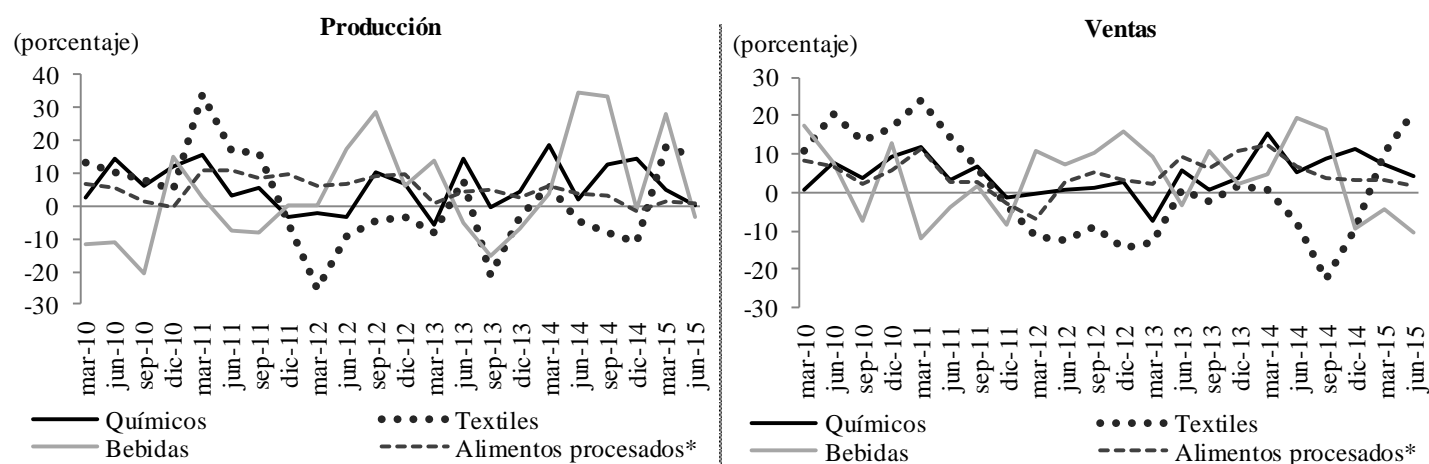 Producción
(porcentaje)
40
30
20
10
0
-10
-20
-30
mar-10
jun-10
sep-10
dic-10
mar-11
jun-11
sep-11
dic-11
mar-12
jun-12
sep-12
dic-12
mar-13
jun-13
sep-13
dic-13
mar-14
jun-14
sep-14
dic-14
mar-15
jun-15
Químicos
Textiles
Bebidas
Alimentos procesados*
Ventas
(porcentaje)
30
20
10
0
-10
-20
-30
mar-10
jun-10
sep-10
dic-10
mar-11
jun-11
sep-11
dic-11
mar-12
jun-12
sep-12
dic-12
mar-13
jun-13
sep-13
dic-13
mar-14
jun-14
sep-14
dic-14
mar-15
jun-15
Químicos
Textiles
Bebidas
Alimentos procesados*